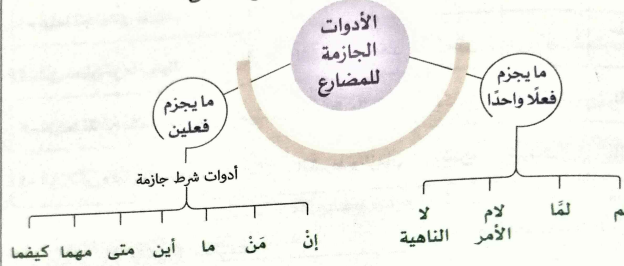 الأدوات
الجازمة
للمضارع
ما يجزم
فعلًا واحدًا
لمَّا
لام
الأمر
لا
الناهية
ما يجزم
فعلين
أدوات شرط جازمة
إنْ
مَنْ
ما
أين
متى
مهما
كيفما